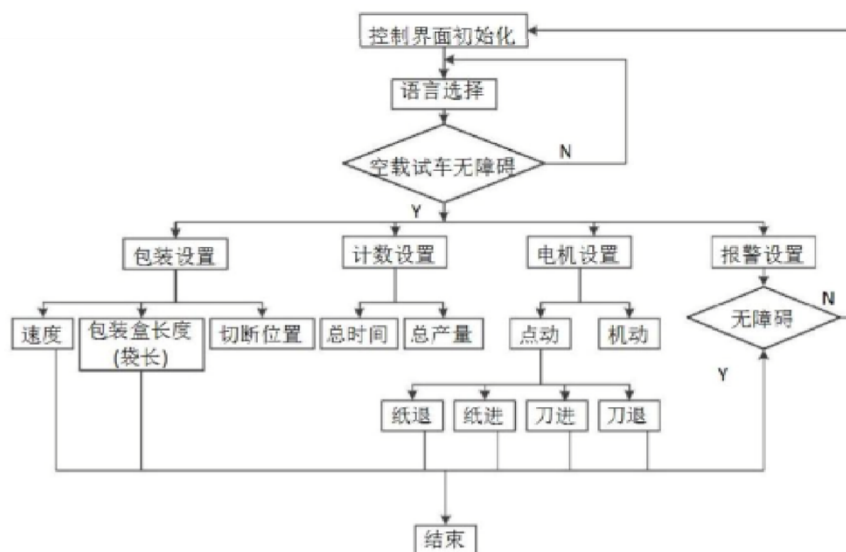 控制界面初始化
语言选择
空载试车无障碍
N
Y
包装设置
计数设置
电机设置
报警设置
速度
包装盒长度
(袋长)
切断位置
总时间
总产量
点动
机动
无障碍
N
Y
纸退
纸进
刀进
刀退
结束